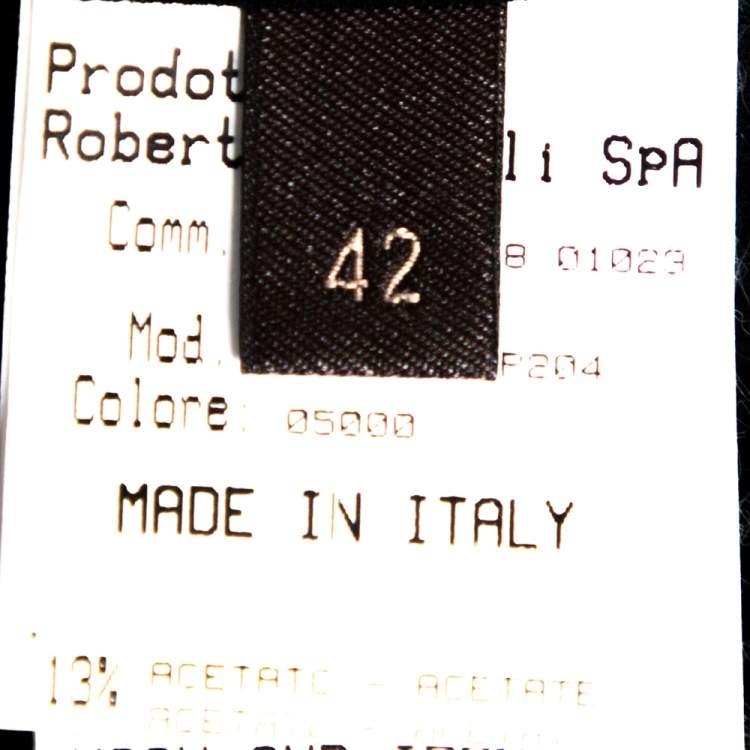 Prodot
Robert li SpA
42
Comm. 8 01023
Mod. P204
Colore: 05000
MADE IN ITALY
13% ACETATO - ACETATE